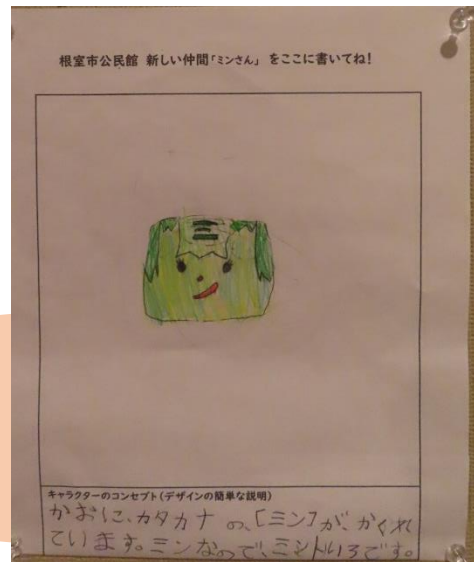 根室市公民館 新しい仲間「ミンさん」をここに書いてね!
キャラクターのコンセプト(デザインの簡単な説明)
かおに、カタカナの、「ミン」が、かくれ
ています。ミンなので、ミントいろです。